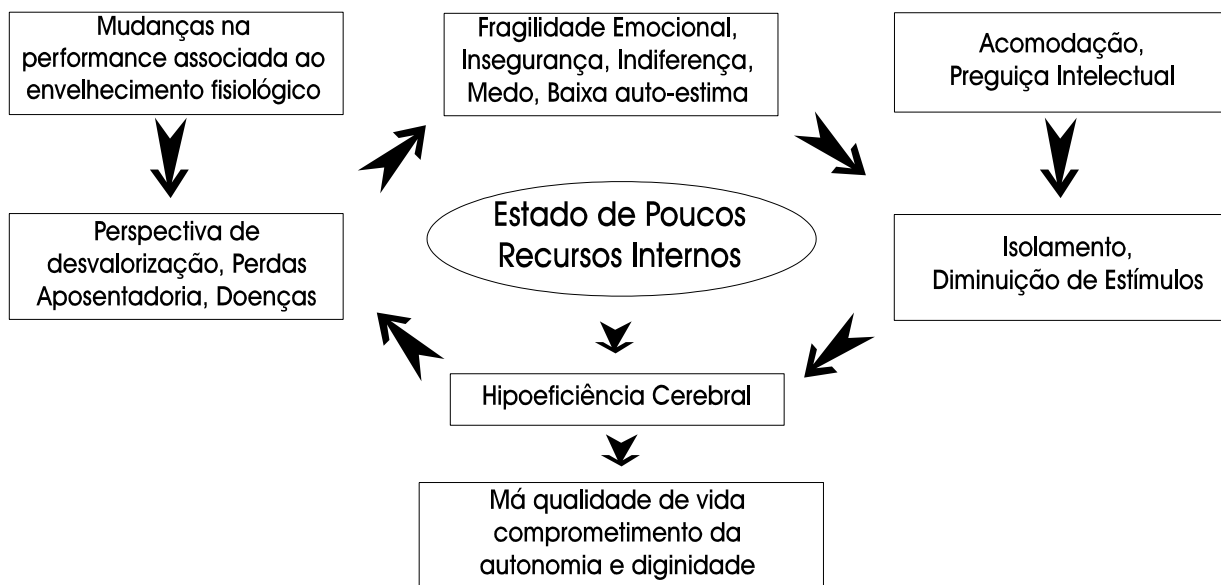 Mudanças na
performance associada ao
envelhecimento fisiológico
Fragilidade Emocional,
Insegurança, Indiferença,
Medo, Baixa auto-estima
Acomodação,
Preguiça Intelectual
Perspectiva de
desvalorização, Perdas
Aposentadoria, Doenças
Estado de Poucos
Recursos Internos
Isolamento,
Diminuição de Estímulos
Hipoeficiência Cerebral
Má qualidade de vida
comprometimento da
autonomia e diginidade